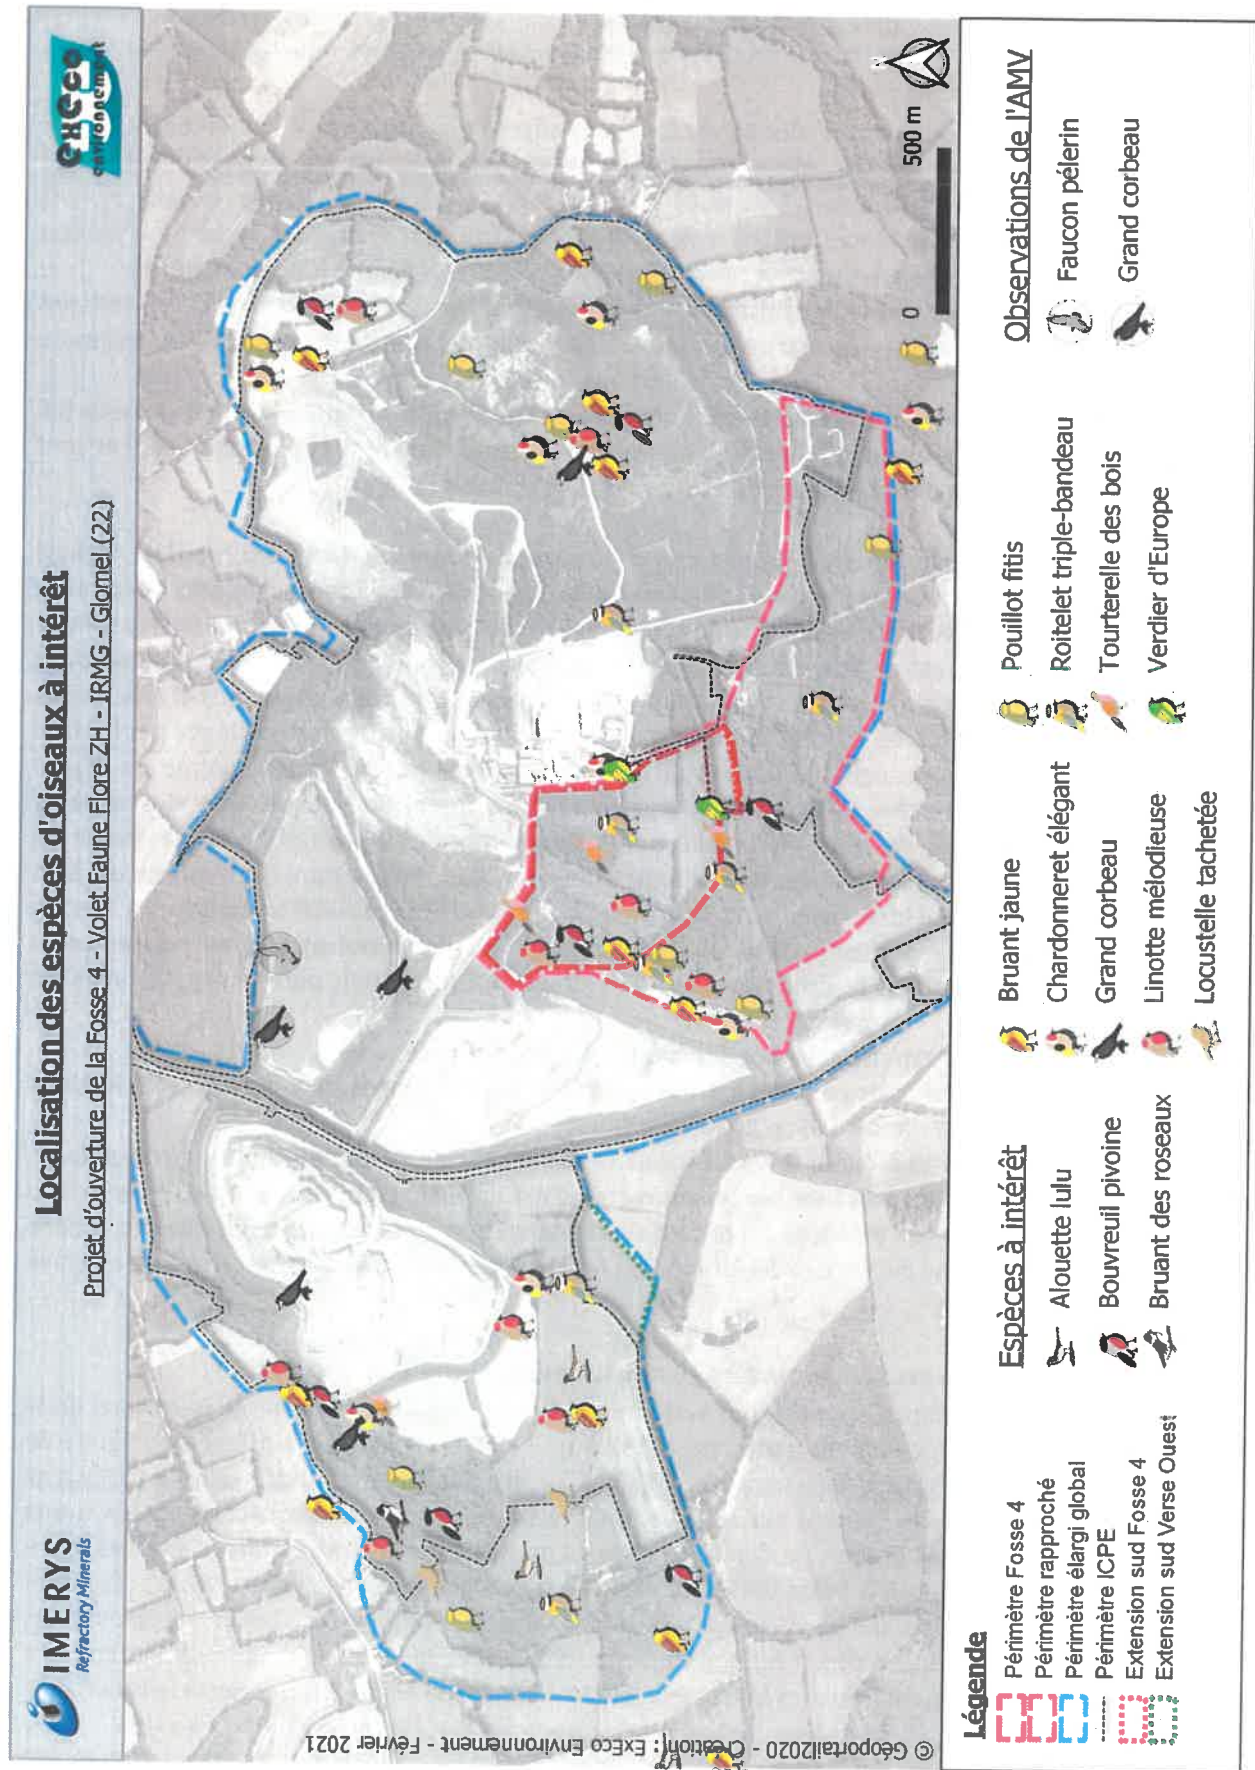 IMERYS
Refractory Minerals
Localisation des espèces d'oiseaux à intérêt
Projet d'ouverture de la Fosse 4 - Volet Faune Flore ZH - IRMG - Glomel (22)
execo
environnement
© Géoportail2020 - Création : ExEco Environnement - Février 2021
0
500 m
Légende
Périmètre Fosse 4
Périmètre rapproché
Périmètre élargi global
Périmètre ICPE
Extension sud Fosse 4
Extension sud Verse Ouest
Espèces à intérêt
Alouette lulu
Bouvreuil pivoine
Bruant des roseaux
Bruant jaune
Chardonneret élégant
Grand corbeau
Linotte mélodieuse
Locustelle tachetée
Pouillot fitis
Roitelet triple-bandeau
Tourterelle des bois
Verdier d'Europe
Observations de l'AMV
Faucon pélerin
Grand corbeau